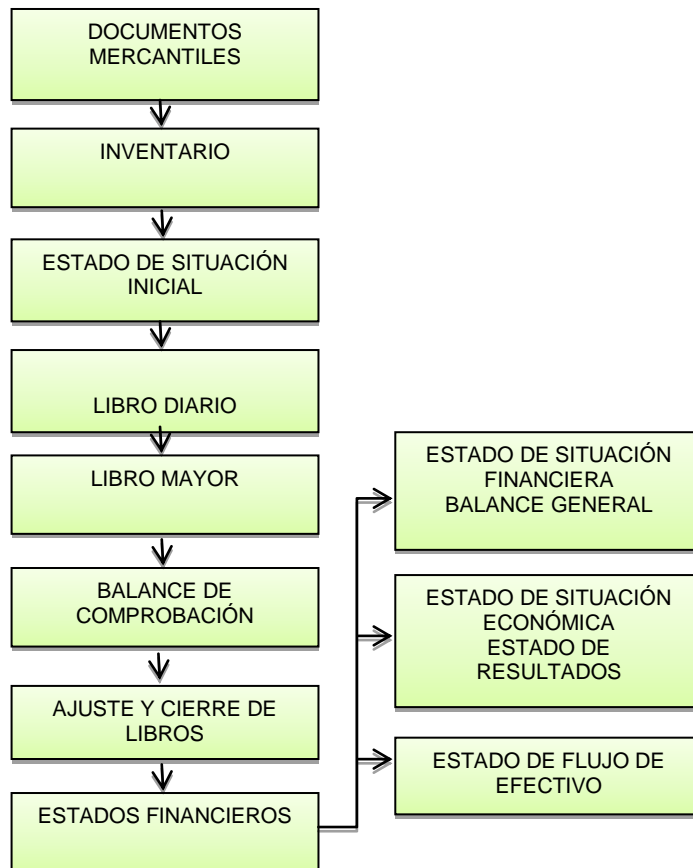 DOCUMENTOS
MERCANTILES
INVENTARIO
ESTADO DE SITUACIÓN
INICIAL
LIBRO DIARIO
LIBRO MAYOR
BALANCE DE
COMPROBACIÓN
AJUSTE Y CIERRE DE
LIBROS
ESTADOS FINANCIEROS
ESTADO DE SITUACIÓN
FINANCIERA
BALANCE GENERAL
ESTADO DE SITUACIÓN
ECONÓMICA
ESTADO DE
RESULTADOS
ESTADO DE FLUJO DE
EFECTIVO